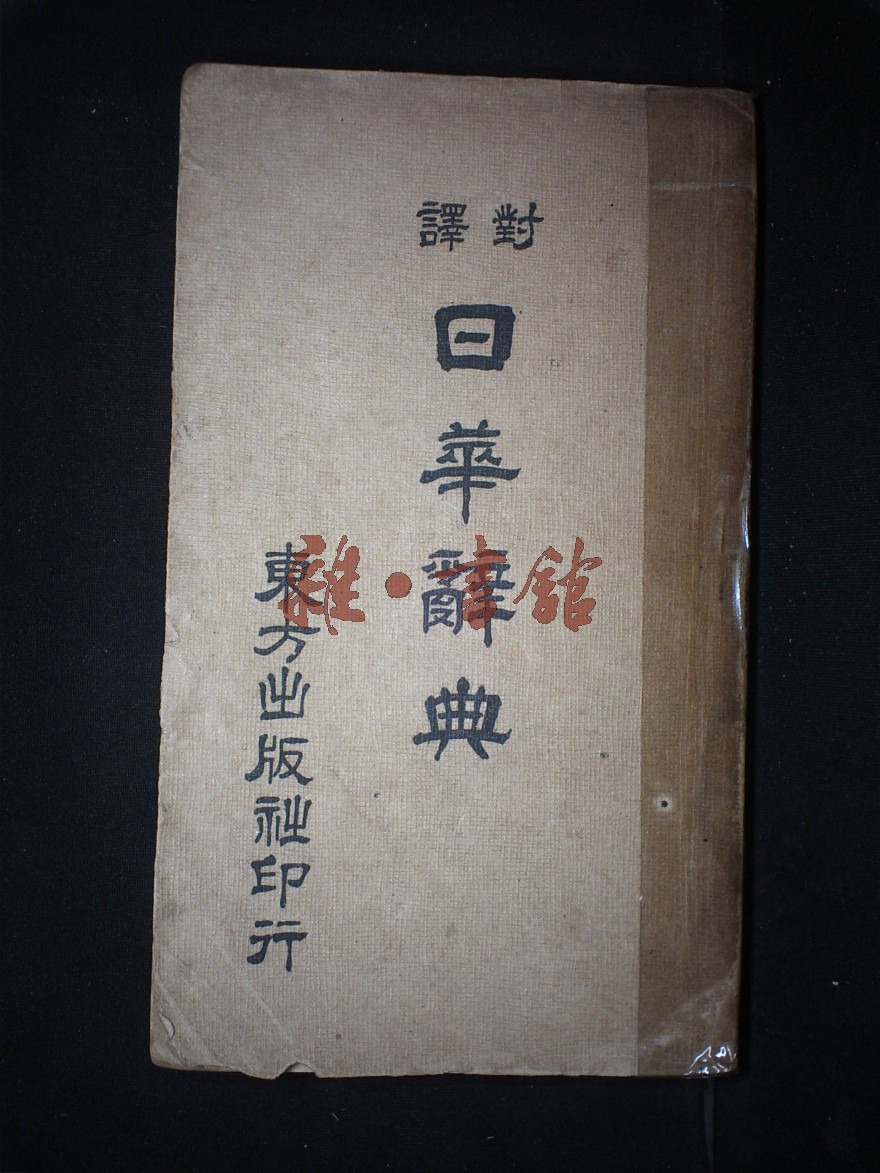 對譯
日華辭典
東方出版社印行
雜・書館